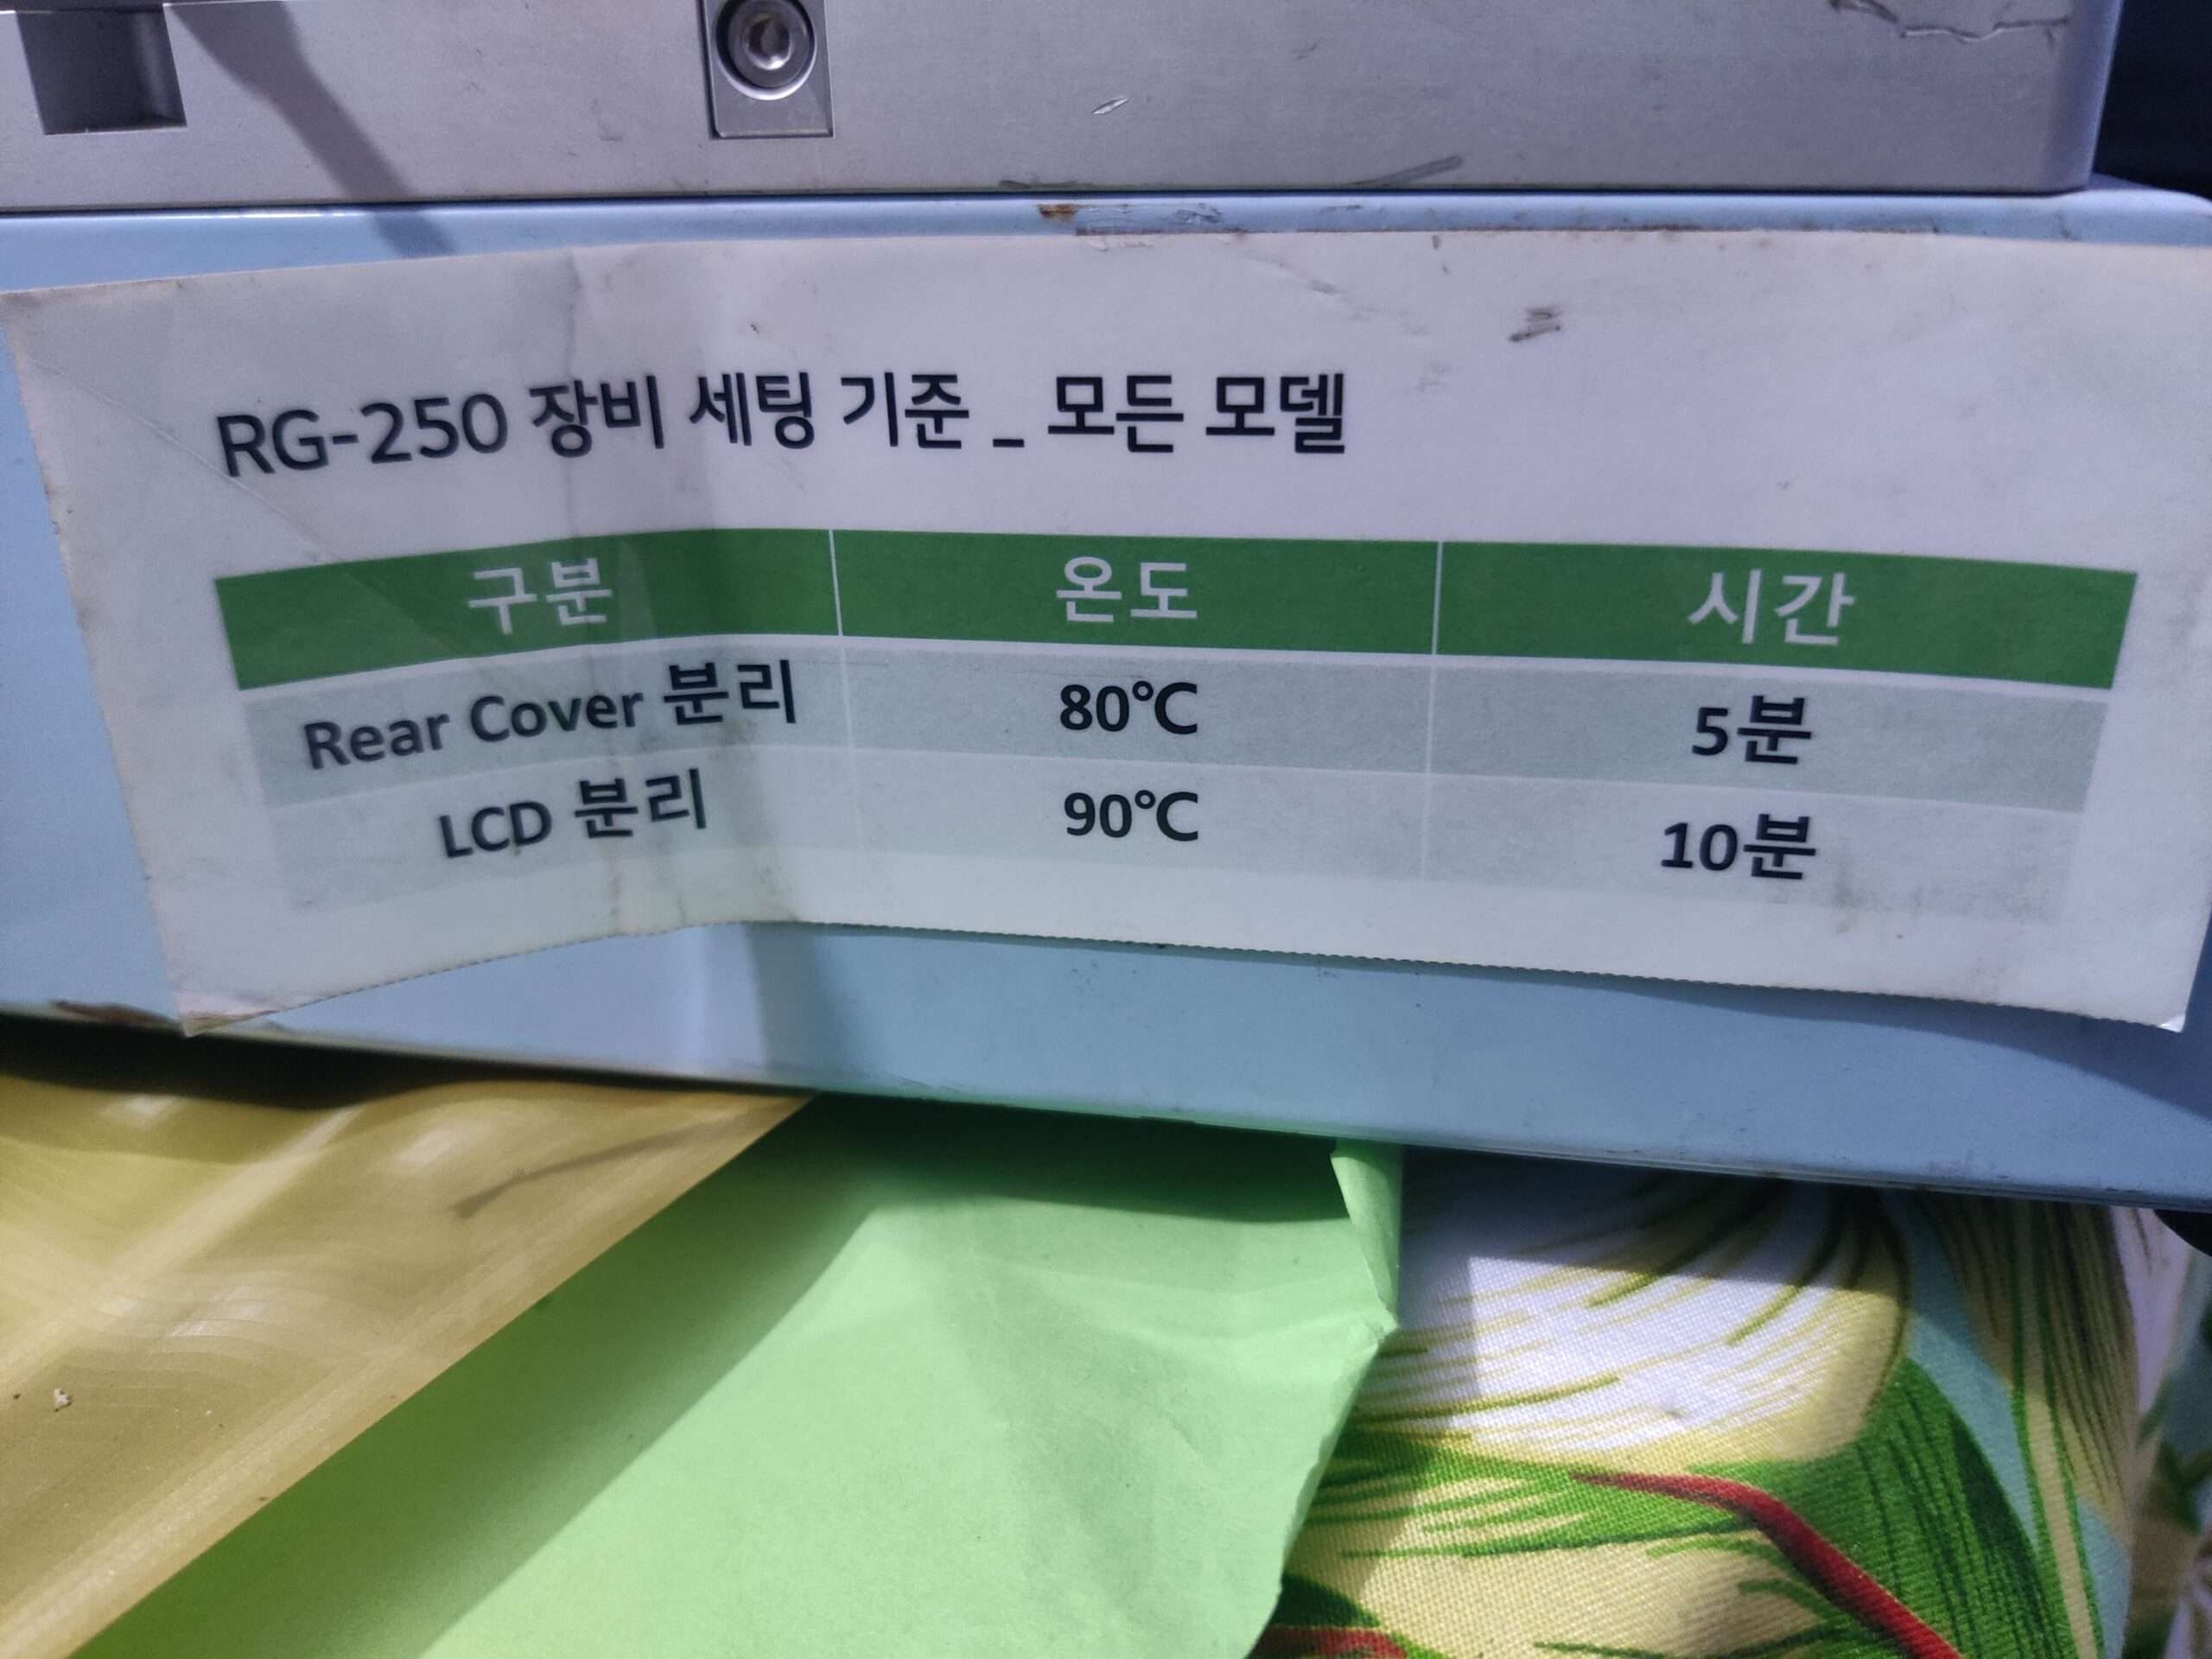 RG-250 장비 세팅 기준 _ 모든 모델
구분 온도 시간
Rear Cover 분리 80℃ 5분
LCD 분리 90℃ 10분